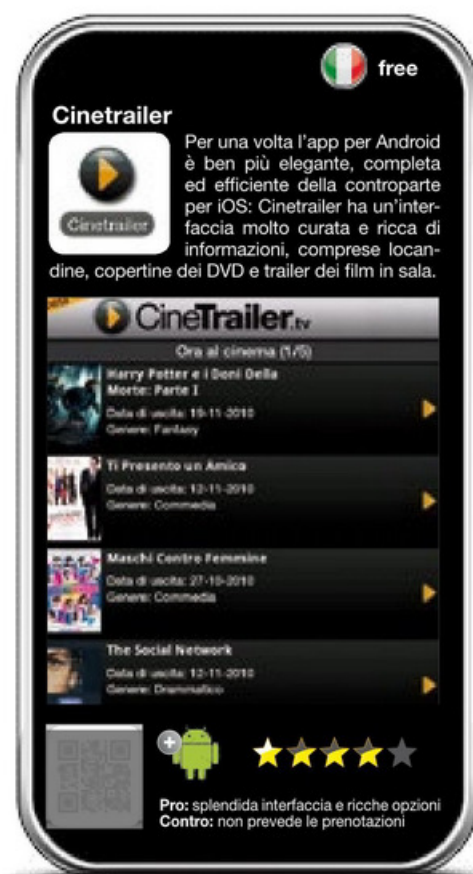 free
Cinetrailer
Cinetrailer
Per una volta l'app per Android
è ben più elegante, completa
ed efficiente della controparte
per iOS: Cinetrailer ha un'inter-
faccia molto curata e ricca di
informazioni, comprese locan-
dine, copertine dei DVD e trailer dei film in sala.
CineTrailer.tv
Ora al cinema (1/5)
Harry Potter e i Doni Della
Morte: Parte I
Data di uscita: 19-11-2010
Genere: Fantasy
Ti Presento un Amico
Data di uscita: 12-11-2010
Genere: Commedia
Maschi Contro Femmine
Data di uscita: 27-10-2010
Genere: Commedia
The Social Network
Data di uscita: 12-11-2010
Genere: Drammatico
Pro: splendida interfaccia e ricche opzioni
Contro: non prevede le prenotazioni